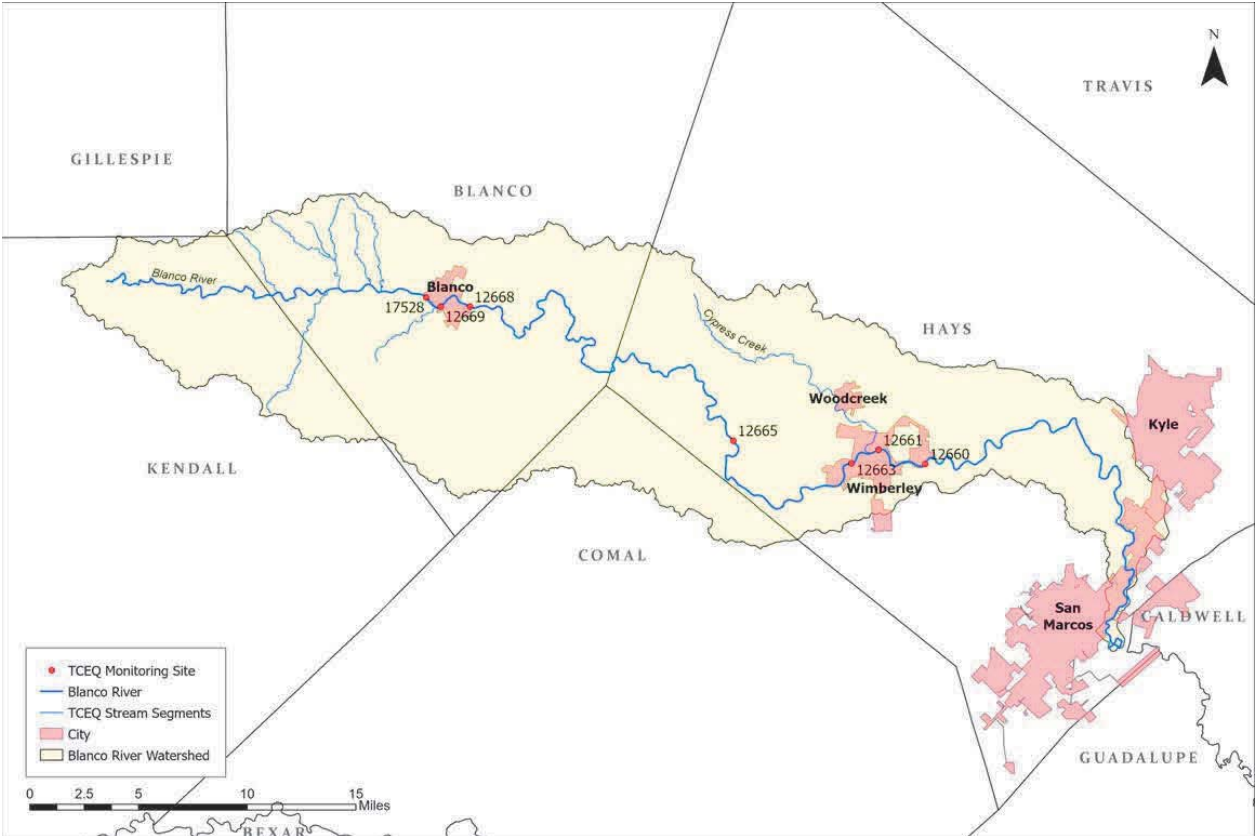 N
TRAVIS
GILLESPIE
BLANCO
Blanco River
Blanco
12668
17528
12669
Cypress Creek
HAYS
Woodcreek
Kyle
12665
12661
12660
12663
Wimberley
KENDALL
COMAL
San
Marcos
CALDWELL
GUADALUPE
TCEQ Monitoring Site
Blanco River
TCEQ Stream Segments
City
Blanco River Watershed
0 2.5 5 10 15
Miles
BEXAR